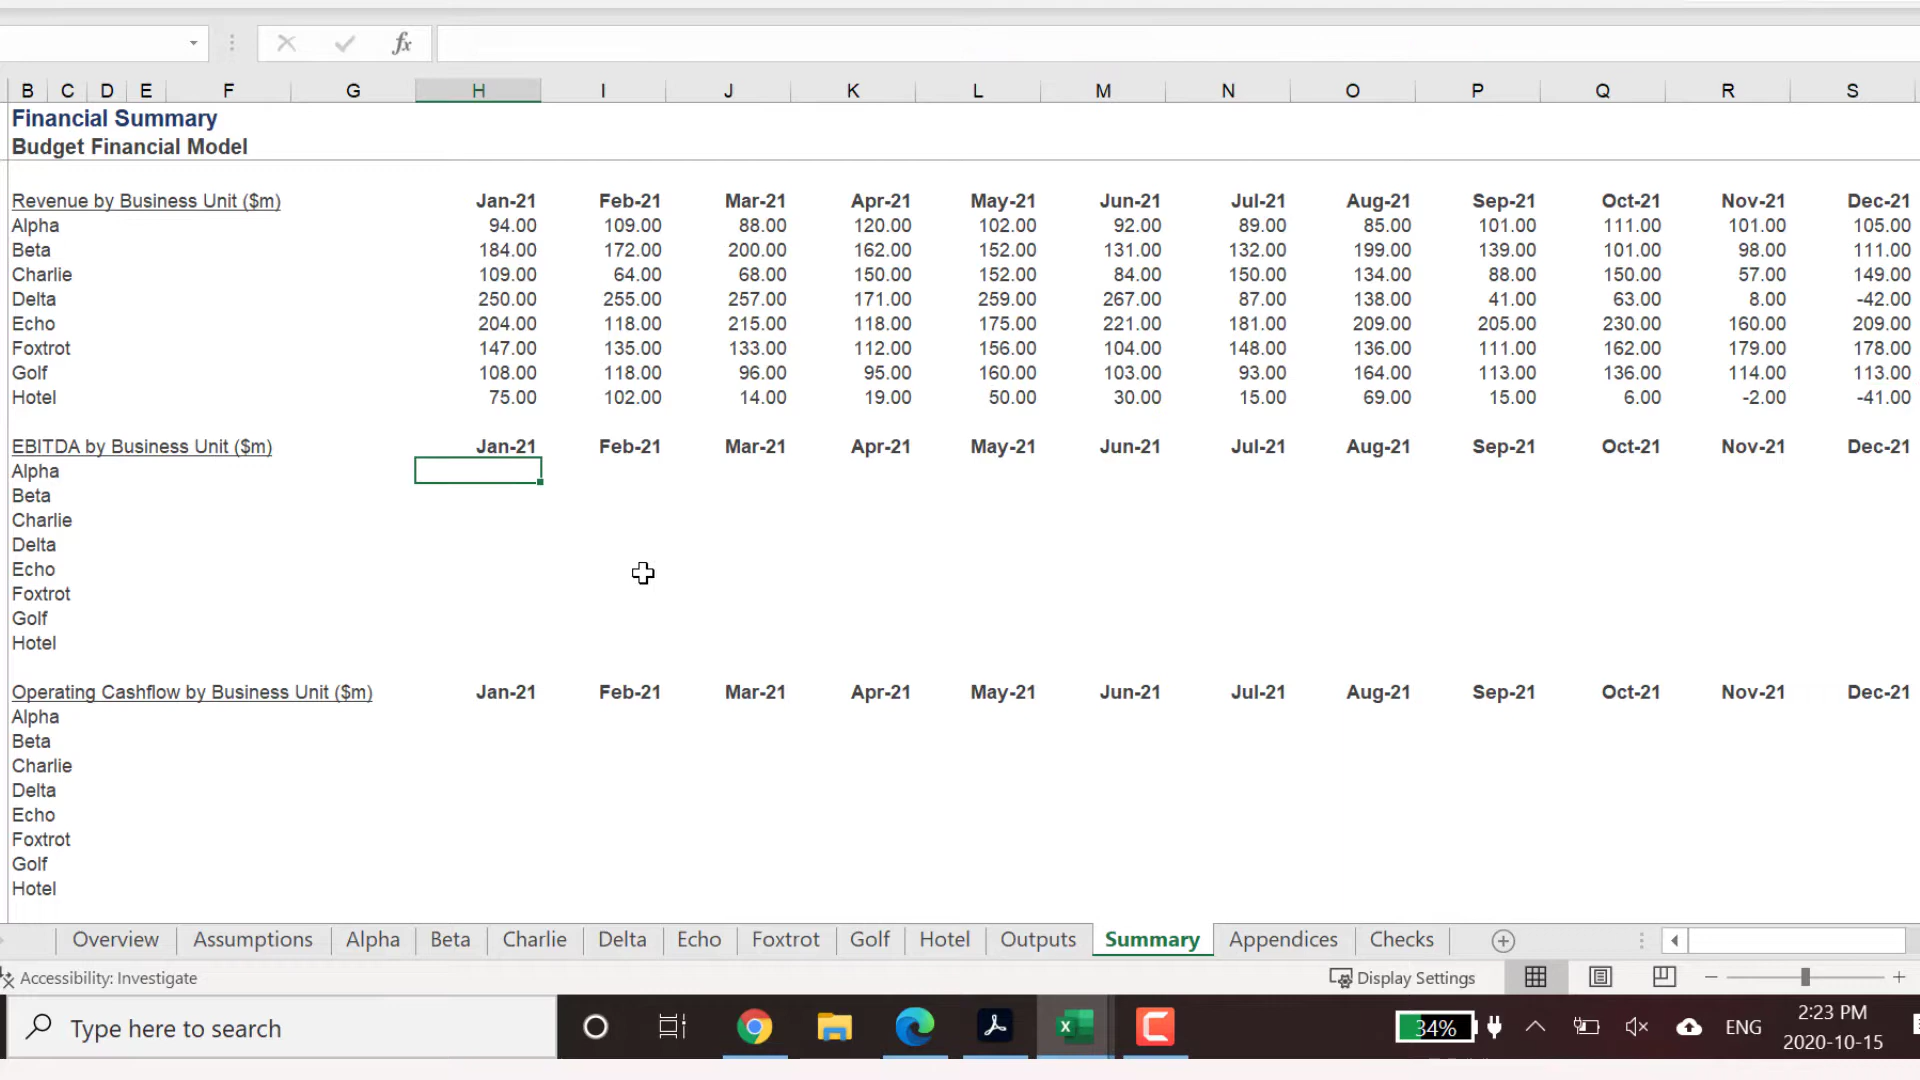 fx
B C D E F G H I J K L M N O P Q R S
Financial Summary
Budget Financial Model
Revenue by Business Unit ($m) Jan-21 Feb-21 Mar-21 Apr-21 May-21 Jun-21 Jul-21 Aug-21 Sep-21 Oct-21 Nov-21 Dec-21
Alpha 94.00 109.00 88.00 120.00 102.00 92.00 89.00 85.00 101.00 111.00 101.00 105.00
Beta 184.00 172.00 200.00 162.00 152.00 131.00 132.00 199.00 139.00 101.00 98.00 111.00
Charlie 109.00 64.00 68.00 150.00 152.00 84.00 150.00 134.00 88.00 150.00 57.00 149.00
Delta 250.00 255.00 257.00 171.00 259.00 267.00 87.00 138.00 41.00 63.00 8.00 -42.00
Echo 204.00 118.00 215.00 118.00 175.00 221.00 181.00 209.00 205.00 230.00 160.00 209.00
Foxtrot 147.00 135.00 133.00 112.00 156.00 104.00 148.00 136.00 111.00 162.00 179.00 178.00
Golf 108.00 118.00 96.00 95.00 160.00 103.00 93.00 164.00 113.00 136.00 114.00 113.00
Hotel 75.00 102.00 14.00 19.00 50.00 30.00 15.00 69.00 15.00 6.00 -2.00 -41.00
EBITDA by Business Unit ($m) Jan-21 Feb-21 Mar-21 Apr-21 May-21 Jun-21 Jul-21 Aug-21 Sep-21 Oct-21 Nov-21 Dec-21
Alpha
Beta
Charlie
Delta
Echo
Foxtrot
Golf
Hotel
Operating Cashflow by Business Unit ($m) Jan-21 Feb-21 Mar-21 Apr-21 May-21 Jun-21 Jul-21 Aug-21 Sep-21 Oct-21 Nov-21 Dec-21
Alpha
Beta
Charlie
Delta
Echo
Foxtrot
Golf
Hotel
Overview Assumptions Alpha Beta Charlie Delta Echo Foxtrot Golf Hotel Outputs Summary Appendices Checks
Accessibility: Investigate Display Settings
Type here to search 34% ENG 2:23 PM
2020-10-15